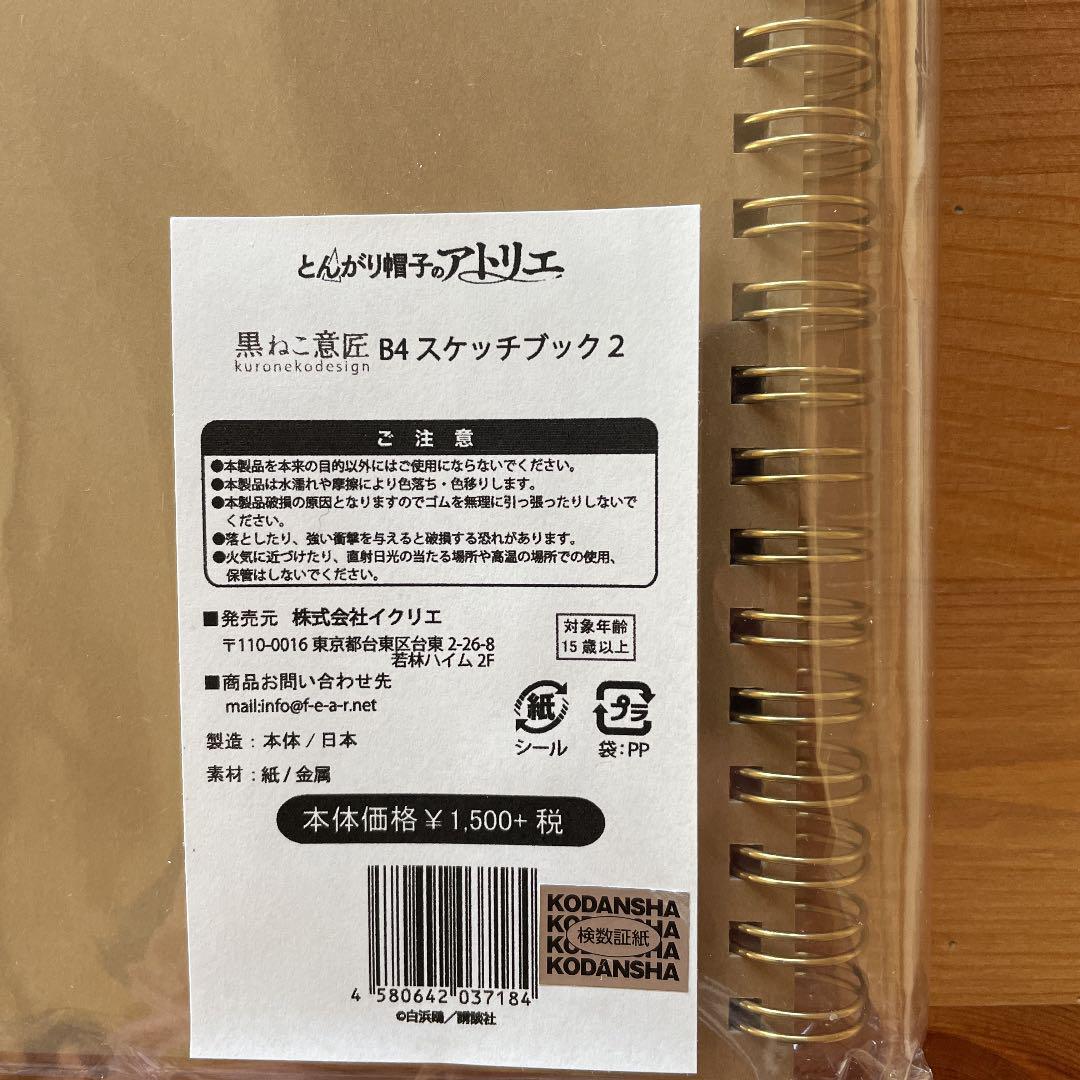 とんがり帽子のアトリエ
黒ねこ意匠 B4 スケッチブック 2
kuronekodesign
ご注意
●本製品を本来の目的以外にはご使用にならないでください。
●本製品は水濡れや摩擦により色落ち・色移りします。
●本製品破損の原因となりますのでゴムを無理に引っ張ったりしないで
ください。
●落としたり、強い衝撃を与えると破損する恐れがあります。
●火気に近づけたり、直射日光の当たる場所や高温の場所での使用、
保管はしないでください。
■発売元 株式会社イクリエ
〒110-0016 東京都台東区台東 2-26-8
若林ハイム 2F
対象年齢
15歳以上
■商品お問い合わせ先
mail:info@f-e-a-r.net
紙
シール
プラ
袋:PP
製造:本体/日本
素材:紙/金属
本体価格￥1,500+税
KODANSHA
KODANSHA
検数証紙
KODANSHA
KODANSHA
4 580642 037184
©白浜鴎/講談社